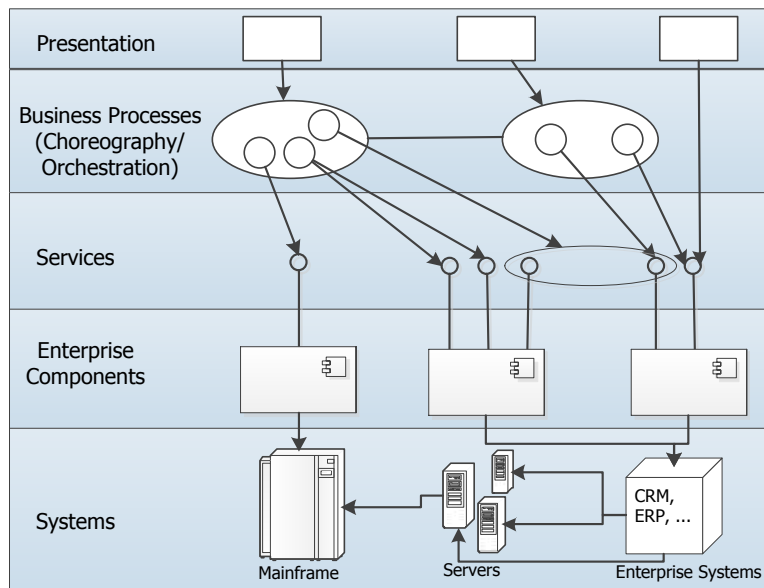 Presentation
Business Processes
(Choreography/
Orchestration)
Services
Enterprise
Components
Systems
CRM,
ERP, ...
Mainframe
Servers
Enterprise Systems